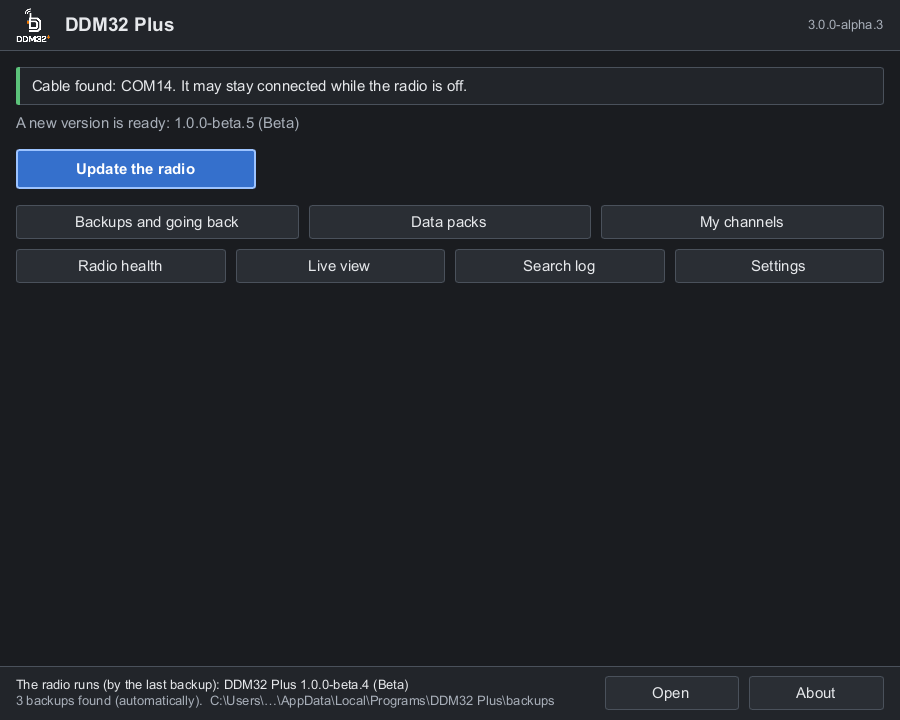 DDM32+
DDM32 Plus
3.0.0-alpha.3
Cable found: COM14. It may stay connected while the radio is off.
A new version is ready: 1.0.0-beta.5 (Beta)
Update the radio
Backups and going back
Data packs
My channels
Radio health
Live view
Search log
Settings
The radio runs (by the last backup): DDM32 Plus 1.0.0-beta.4 (Beta)
3 backups found (automatically). C:\Users\...\AppData\Local\Programs\DDM32 Plus\backups
Open
About